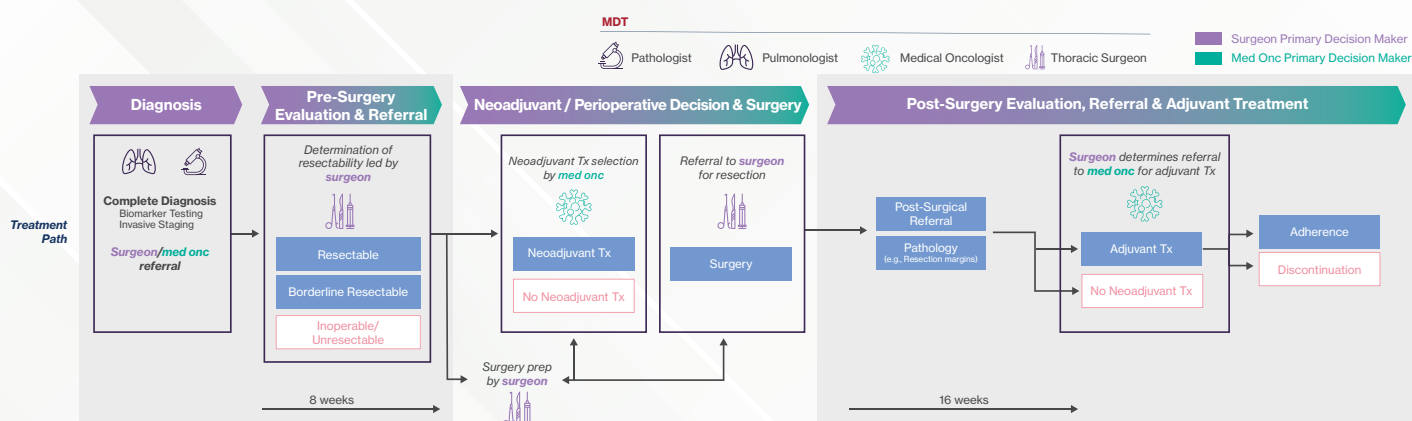 MDT
Pathologist
Pulmonologist
Medical Oncologist
Thoracic Surgeon
Surgeon Primary Decision Maker
Med Onc Primary Decision Maker
Diagnosis
Pre-Surgery
Evaluation & Referral
Neoadjuvant / Perioperative Decision & Surgery
Post-Surgery Evaluation, Referral & Adjuvant Treatment
Treatment
Path
Complete Diagnosis
Biomarker Testing
Invasive Staging
Surgeon/med onc
referral
Determination of
resectability led by
surgeon
Resectable
Borderline Resectable
Inoperable/
Unresectable
8 weeks
Neoadjuvant Tx selection
by med onc
Neoadjuvant Tx
No Neoadjuvant Tx
Surgery prep
by surgeon
Referral to surgeon
for resection
Surgery
Post-Surgical
Referral
Pathology
(e.g., Resection margins)
Surgeon determines referral
to med onc for adjuvant Tx
Adjuvant Tx
No Neoadjuvant Tx
Adherence
Discontinuation
16 weeks